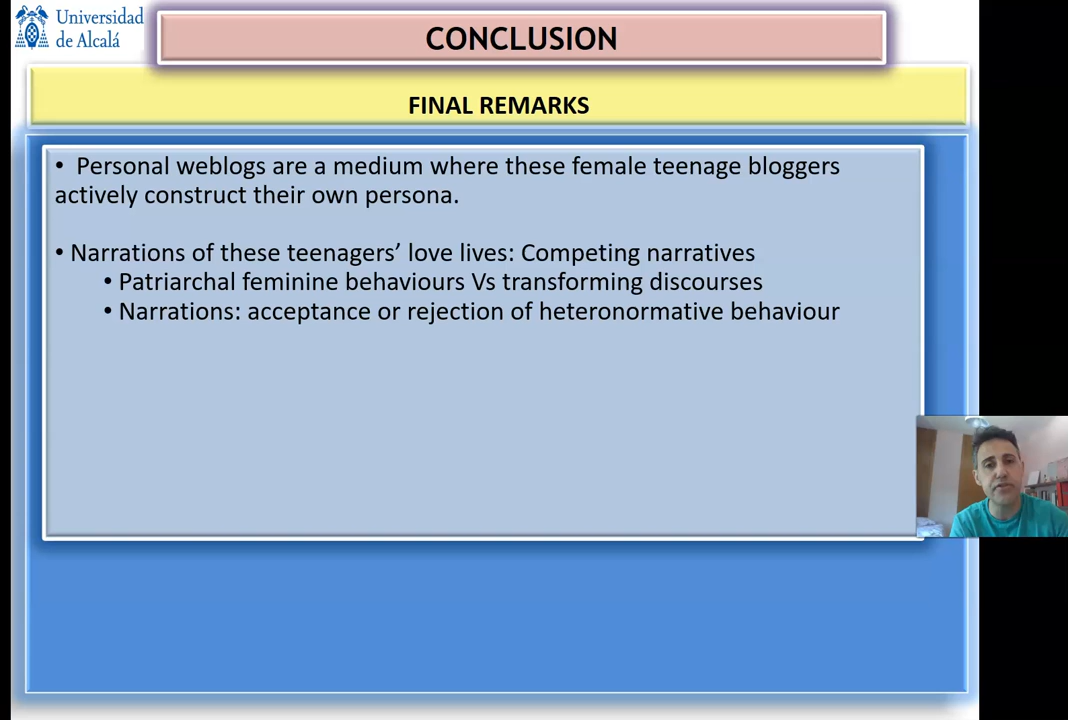 Universidad
de Alcalá
CONCLUSION
FINAL REMARKS
• Personal weblogs are a medium where these female teenage bloggers
actively construct their own persona.
• Narrations of these teenagers’ love lives: Competing narratives
• Patriarchal feminine behaviours Vs transforming discourses
• Narrations: acceptance or rejection of heteronormative behaviour